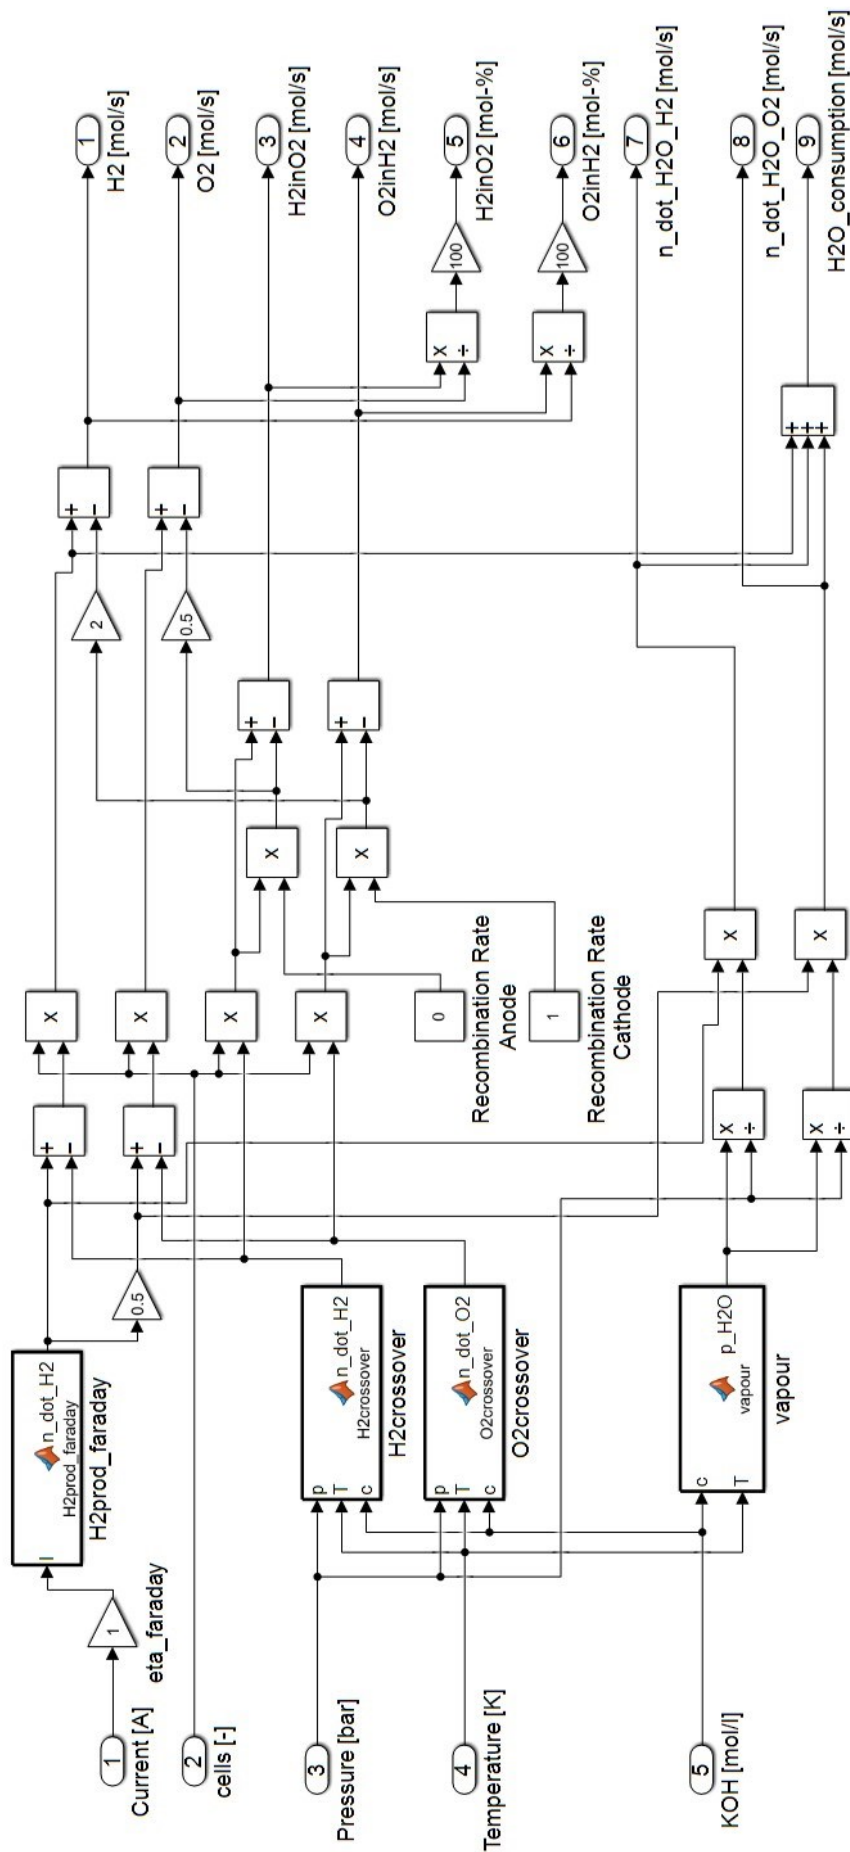 1
Current [A]
2
cells [-]
3
Pressure [bar]
4
Temperature [K]
5
KOH [mol/l]
1
eta_faraday
I
n_dot_H2
H2prod_faraday
H2prod_faraday
0.5
p
T
c
n_dot_H2
H2crossover
H2crossover
p
T
c
n_dot_O2
O2crossover
O2crossover
c
T
p_H2O
vapour
vapour
+
−
+
−
X
X
X
X
0
Recombination Rate
Anode
1
Recombination Rate
Cathode
X
÷
X
÷
X
X
X
X
+
−
+
−
2
0.5
+
−
+
−
X
÷
X
÷
+
+
+
100
100
1
H2 [mol/s]
2
O2 [mol/s]
3
H2inO2 [mol/s]
4
O2inH2 [mol/s]
5
H2inO2 [mol-%]
6
O2inH2 [mol-%]
7
n_dot_H2O_H2 [mol/s]
8
n_dot_H2O_O2 [mol/s]
9
H2O_consumption [mol/s]